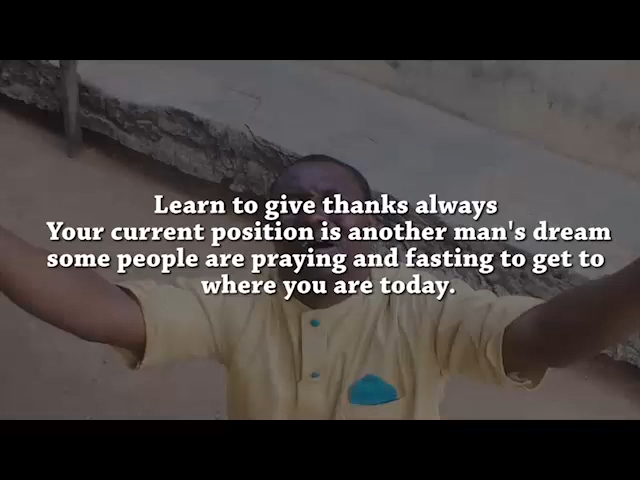 Learn to give thanks always
Your current position is another man's dream
some people are praying and fasting to get to
where you are today.